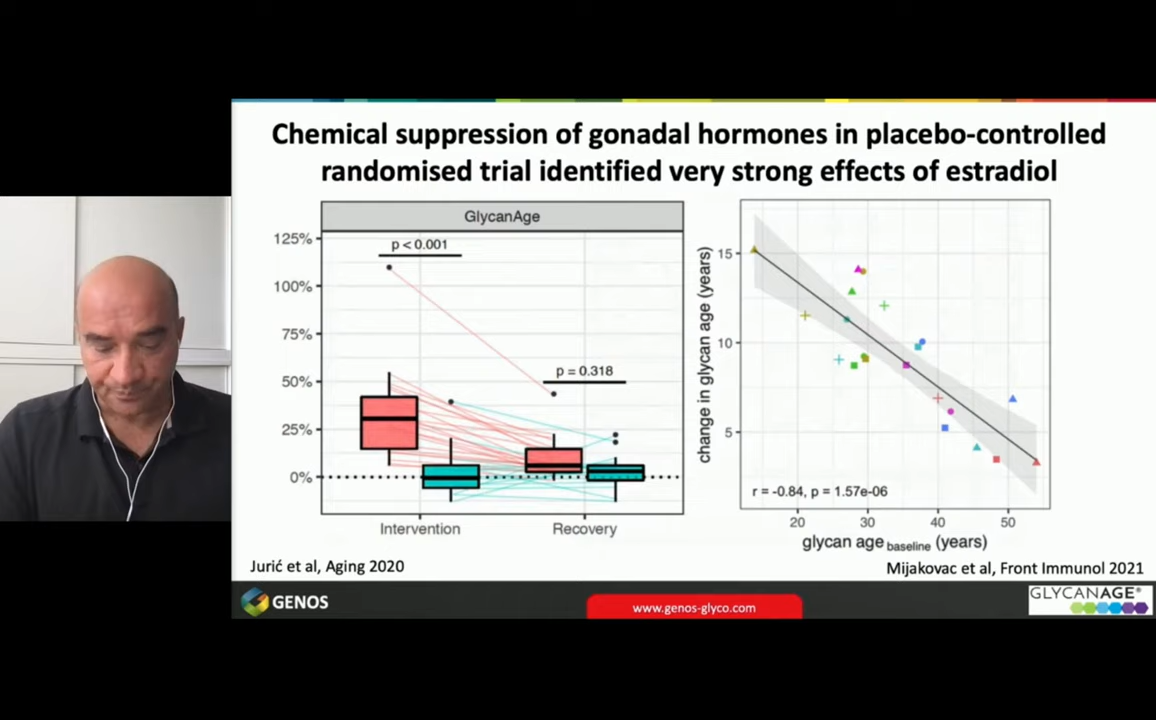 Chemical suppression of gonadal hormones in placebo-controlled
randomised trial identified very strong effects of estradiol
GlycanAge
125%
100%
75%
50%
25%
0%
p < 0.001
p = 0.318
Intervention
Recovery
change in glycan age (years)
15
10
5
r = -0.84, p = 1.57e-06
20
30
40
50
glycan age baseline (years)
Jurić et al, Aging 2020
Mijakovac et al, Front Immunol 2021
GENOS
www.genos-glyco.com
GLYCANAGE®